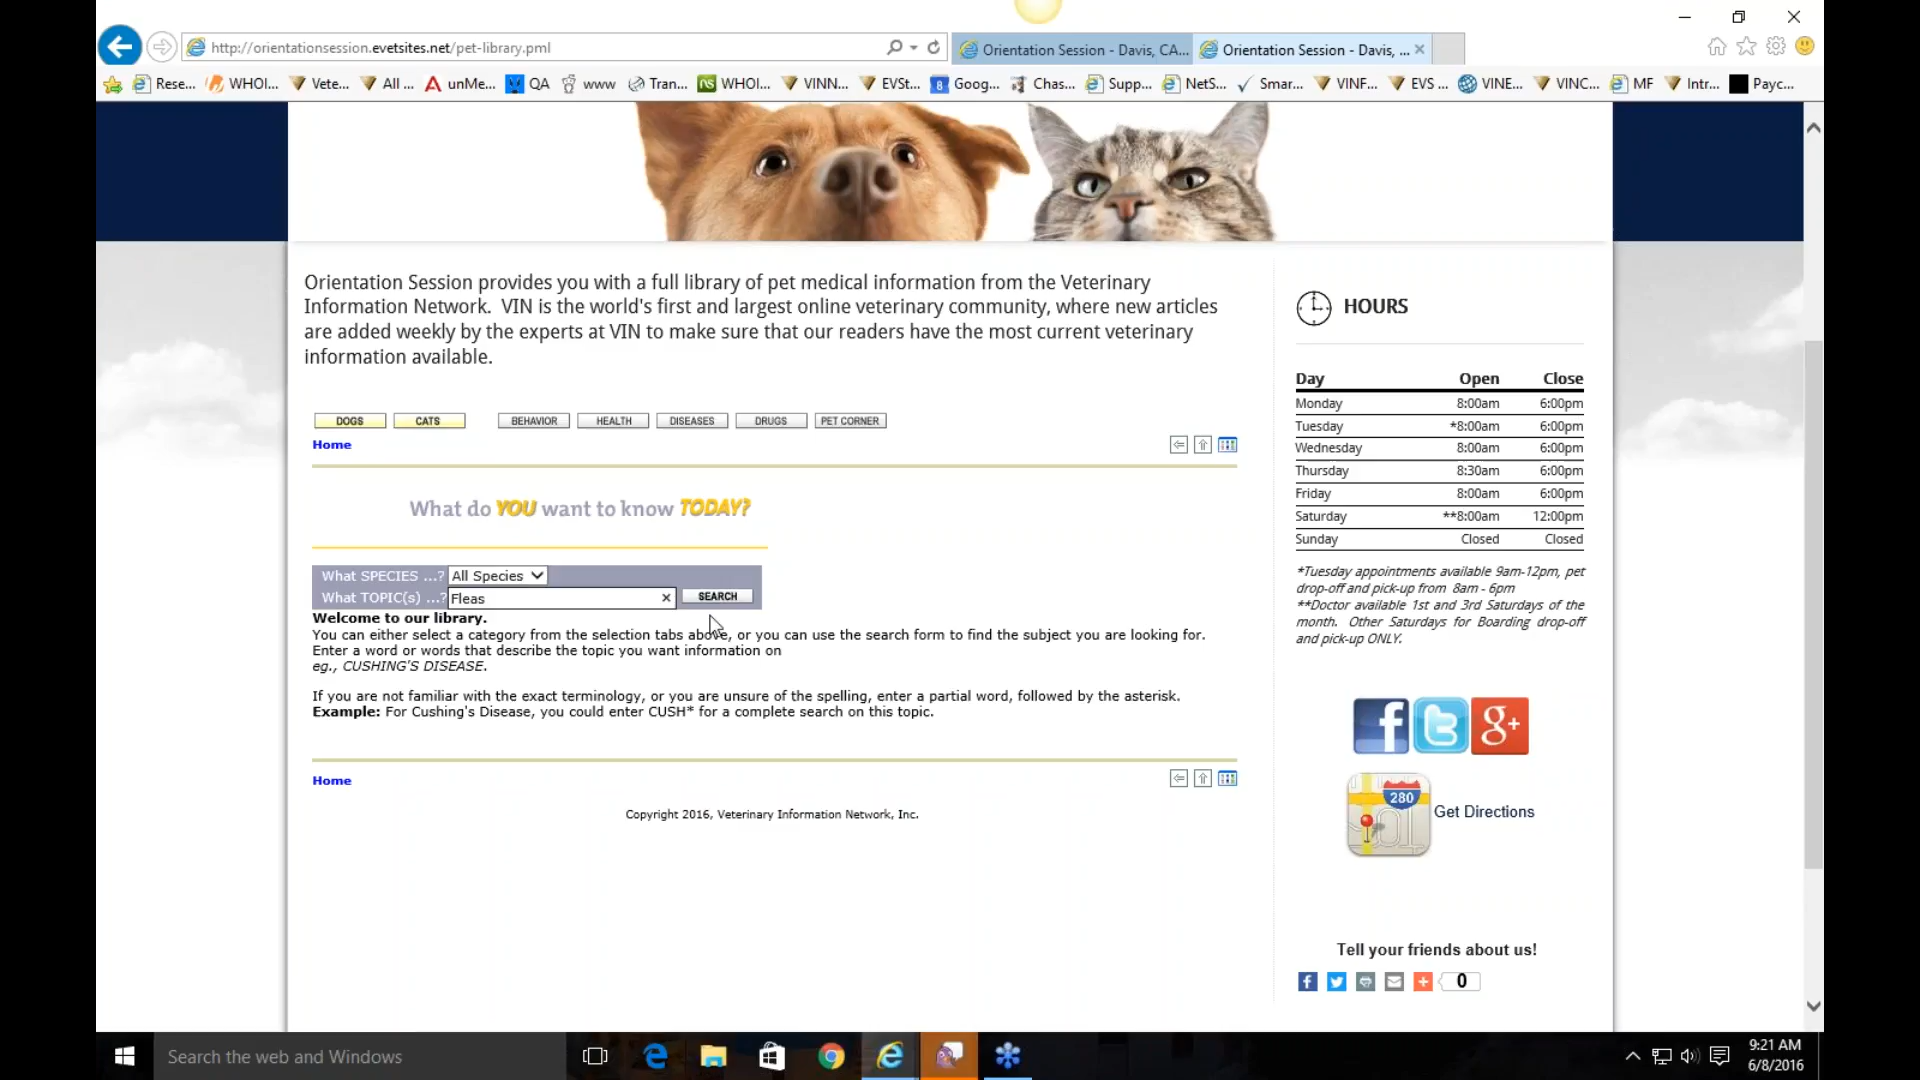 http://orientationsession.evetsites.net/pet-library.pml
Orientation Session - Davis, CA...
Orientation Session - Davis, ...
Rese...
WHOI...
Vete...
All ...
unMe...
QA
www
Tran...
WHOI...
VINN...
EVSt...
Goog...
Chas...
Supp...
NetS...
Smar...
VINF...
EVS ...
VINE...
VINC...
MF
Intr...
Payc...
Orientation Session provides you with a full library of pet medical information from the Veterinary
Information Network. VIN is the world's first and largest online veterinary community, where new articles
are added weekly by the experts at VIN to make sure that our readers have the most current veterinary
information available.
DOGS CATS BEHAVIOR HEALTH DISEASES DRUGS PET CORNER
Home
What do YOU want to know TODAY?
What SPECIES ...? All Species
What TOPIC(s) ...? Fleas SEARCH
Welcome to our library.
You can either select a category from the selection tabs above, or you can use the search form to find the subject you are looking for.
Enter a word or words that describe the topic you want information on
eg., CUSHING'S DISEASE.
If you are not familiar with the exact terminology, or you are unsure of the spelling, enter a partial word, followed by the asterisk.
Example: For Cushing's Disease, you could enter CUSH* for a complete search on this topic.
Home
Copyright 2016, Veterinary Information Network, Inc.
HOURS
Day Open Close
Monday 8:00am 6:00pm
Tuesday *8:00am 6:00pm
Wednesday 8:00am 6:00pm
Thursday 8:30am 6:00pm
Friday 8:00am 6:00pm
Saturday **8:00am 12:00pm
Sunday Closed Closed
*Tuesday appointments available 9am-12pm, pet
drop-off and pick-up from 8am - 6pm
**Doctor available 1st and 3rd Saturdays of the
month. Other Saturdays for Boarding drop-off
and pick-up ONLY.
280
Get Directions
Tell your friends about us!
0
Search the web and Windows
9:21 AM
6/8/2016